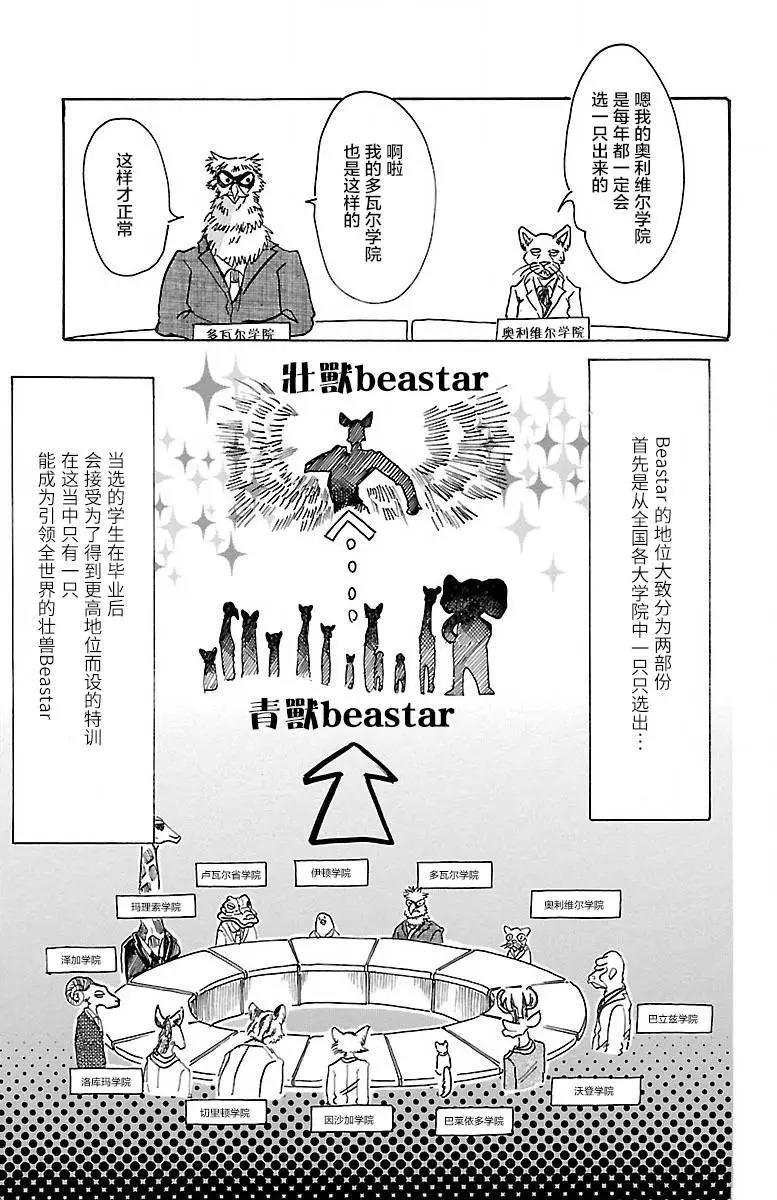 嗯我的奥利维尔学院
是每年都一定会
选一只出来的
啊啦
我的多瓦尔学院
也是这样的
这样才正常
多瓦尔学院
奥利维尔学院
Beastar 的地位大致分为两部份
首先是从全国各大学院中一只只选出…
壯獸beastar
青獸beastar
当选的学生在毕业后
会接受为了得到更高地位而设的特训
在这当中只有一只
能成为引领全世界的壮兽Beastar
卢瓦尔省学院
伊顿学院
多瓦尔学院
玛理索学院
奥利维尔学院
泽加学院
巴立兹学院
洛库玛学院
切里顿学院
因沙加学院
巴莱依多学院
沃登学院